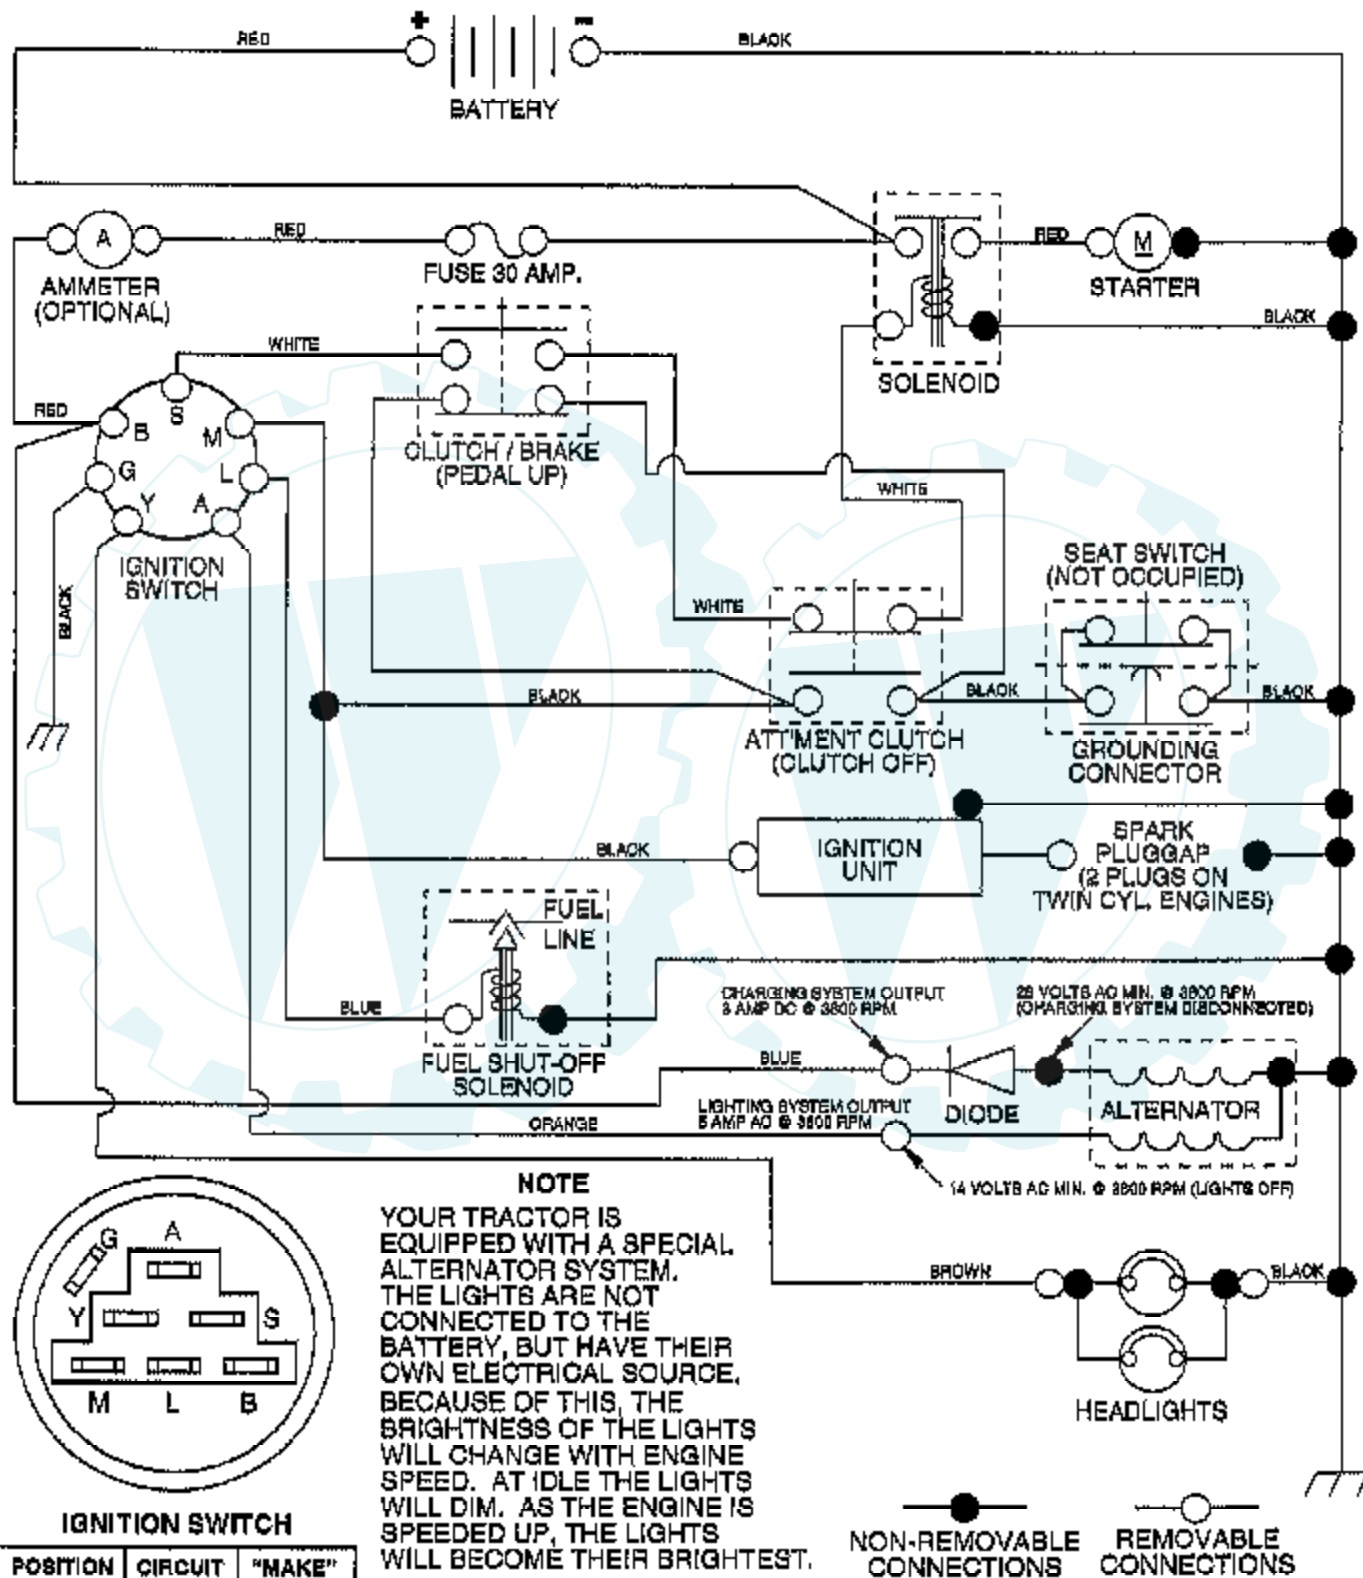 + -
RED BLACK
BATTERY
A RED RED M
FUSE 30 AMP.
AMMETER
(OPTIONAL)
STARTER
BLACK
WHITE
SOLENOID
RED
S
B M
G L
Y A
CLUTCH / BRAKE
(PEDAL UP)
WHITE
IGNITION
SWITCH
BLACK
SEAT SWITCH
(NOT OCCUPIED)
WHITE
BLACK BLACK BLACK
ATT'MENT CLUTCH
(CLUTCH OFF)
GROUNDING
CONNECTOR
BLACK
IGNITION
UNIT
SPARK
PLUGGAP
(2 PLUGS ON
TWIN CYL. ENGINES)
FUEL
LINE
BLUE
FUEL SHUT-OFF
SOLENOID
CHARGING SYSTEM OUTPUT
3 AMP DC @ 3600 RPM
28 VOLTS AC MIN. @ 3600 RPM
(CHARGING SYSTEM DISCONNECTED)
BLUE
DIODE
ALTERNATOR
LIGHTING SYSTEM OUTPUT
5 AMP AC @ 3600 RPM
ORANGE
14 VOLTS AC MIN. @ 3600 RPM (LIGHTS OFF)
BROWN BLACK
HEADLIGHTS
G A
Y S
M L B
IGNITION SWITCH
POSITION CIRCUIT "MAKE"
NOTE
YOUR TRACTOR IS
EQUIPPED WITH A SPECIAL
ALTERNATOR SYSTEM.
THE LIGHTS ARE NOT
CONNECTED TO THE
BATTERY, BUT HAVE THEIR
OWN ELECTRICAL SOURCE.
BECAUSE OF THIS, THE
BRIGHTNESS OF THE LIGHTS
WILL CHANGE WITH ENGINE
SPEED. AT IDLE THE LIGHTS
WILL DIM. AS THE ENGINE IS
SPEEDED UP, THE LIGHTS
WILL BECOME THEIR BRIGHTEST.
NON-REMOVABLE
CONNECTIONS
REMOVABLE
CONNECTIONS